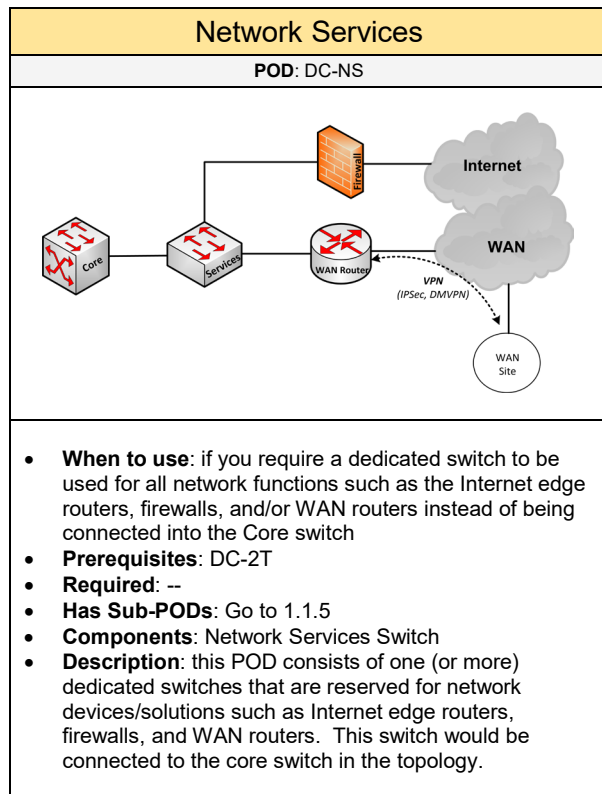 Network Services
POD: DC-NS
Internet
Firewall
WAN
Core
Services
WAN Router
VPN
(IPSec, DMVPN)
WAN
Site
• When to use: if you require a dedicated switch to be
used for all network functions such as the Internet edge
routers, firewalls, and/or WAN routers instead of being
connected into the Core switch
• Prerequisites: DC-2T
• Required: --
• Has Sub-PODs: Go to 1.1.5
• Components: Network Services Switch
• Description: this POD consists of one (or more)
dedicated switches that are reserved for network
devices/solutions such as Internet edge routers,
firewalls, and WAN routers.  This switch would be
connected to the core switch in the topology.